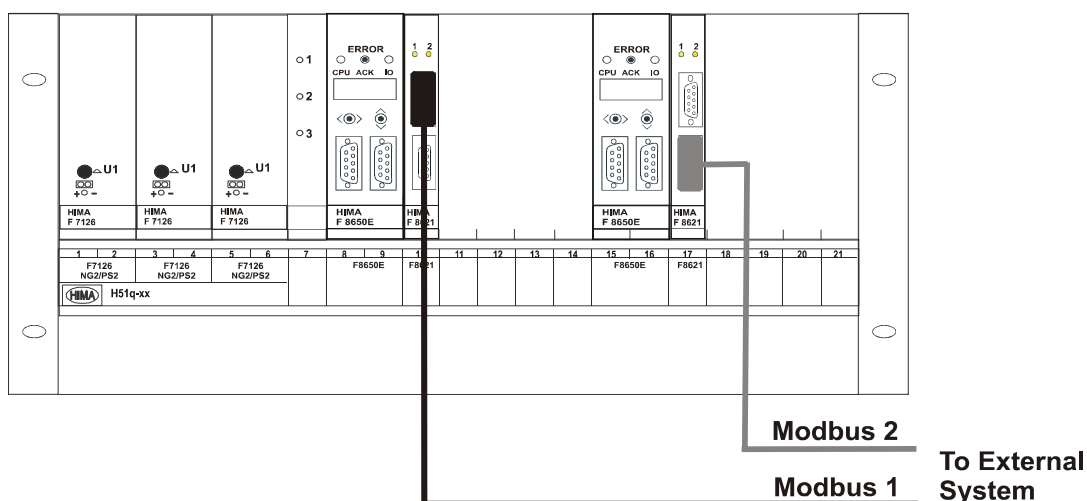 1 2
1 2
ERROR
CPU ACK IO
ERROR
CPU ACK IO
1
2
3
U1
U1
U1
+ -
+ -
+ -
HIMA
F 7126
HIMA
F 7126
HIMA
F 7126
HIMA
F 8650E
HIMA
F 8621
HIMA
F 8650E
HIMA
F 8621
1 2 3 4 5 6 7 8 9 11 12 13 14 15 16 17 18 19 20 21
F7126
NG2/PS2
F7126
NG2/PS2
F7126
NG2/PS2
F8650E
F8650E
F8621
HIMA H51q-xx
Modbus 2
Modbus 1
To External
System